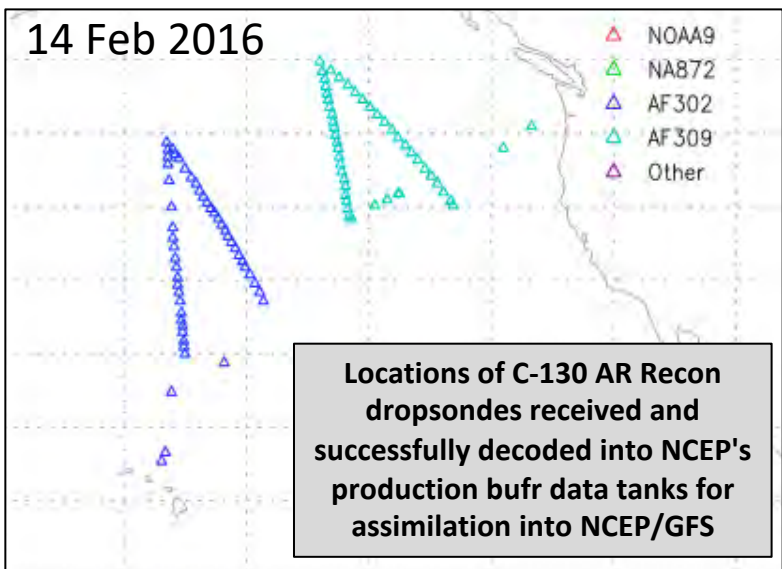 14 Feb 2016
NOAA9
NA872
AF302
AF309
Other
Locations of C-130 AR Recon
dropsondes received and
successfully decoded into NCEP's
production bufr data tanks for
assimilation into NCEP/GFS